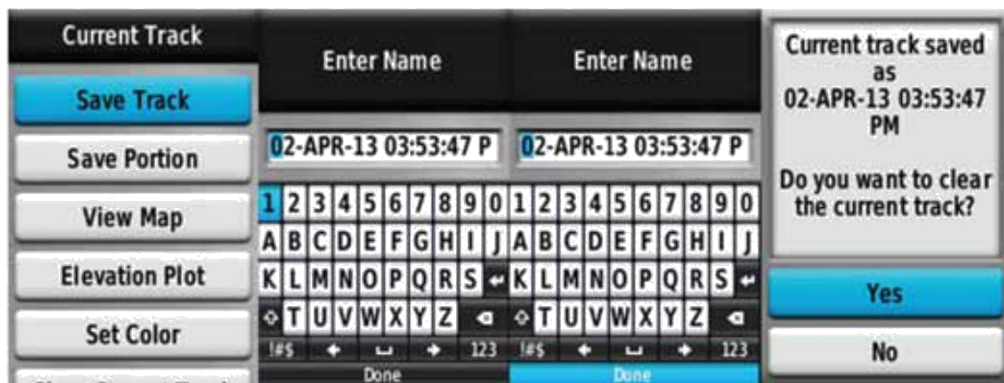 Current Track
Save Track
Save Portion
View Map
Elevation Plot
Set Color
Enter Name
02-APR-13 03:53:47 P
1 2 3 4 5 6 7 8 9 0
A B C D E F G H I J
K L M N O P Q R S
T U V W X Y Z
!#$ 123
Done
Enter Name
02-APR-13 03:53:47 P
1 2 3 4 5 6 7 8 9 0
A B C D E F G H I J
K L M N O P Q R S
T U V W X Y Z
!#$ 123
Done
Current track saved
as
02-APR-13 03:53:47
PM
Do you want to clear
the current track?
Yes
No